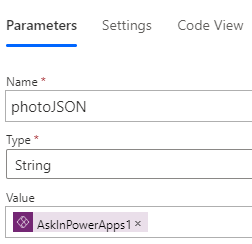 Parameters Settings Code View
Name *
photoJSON
Type *
String
Value
AskInPowerApps1 ×